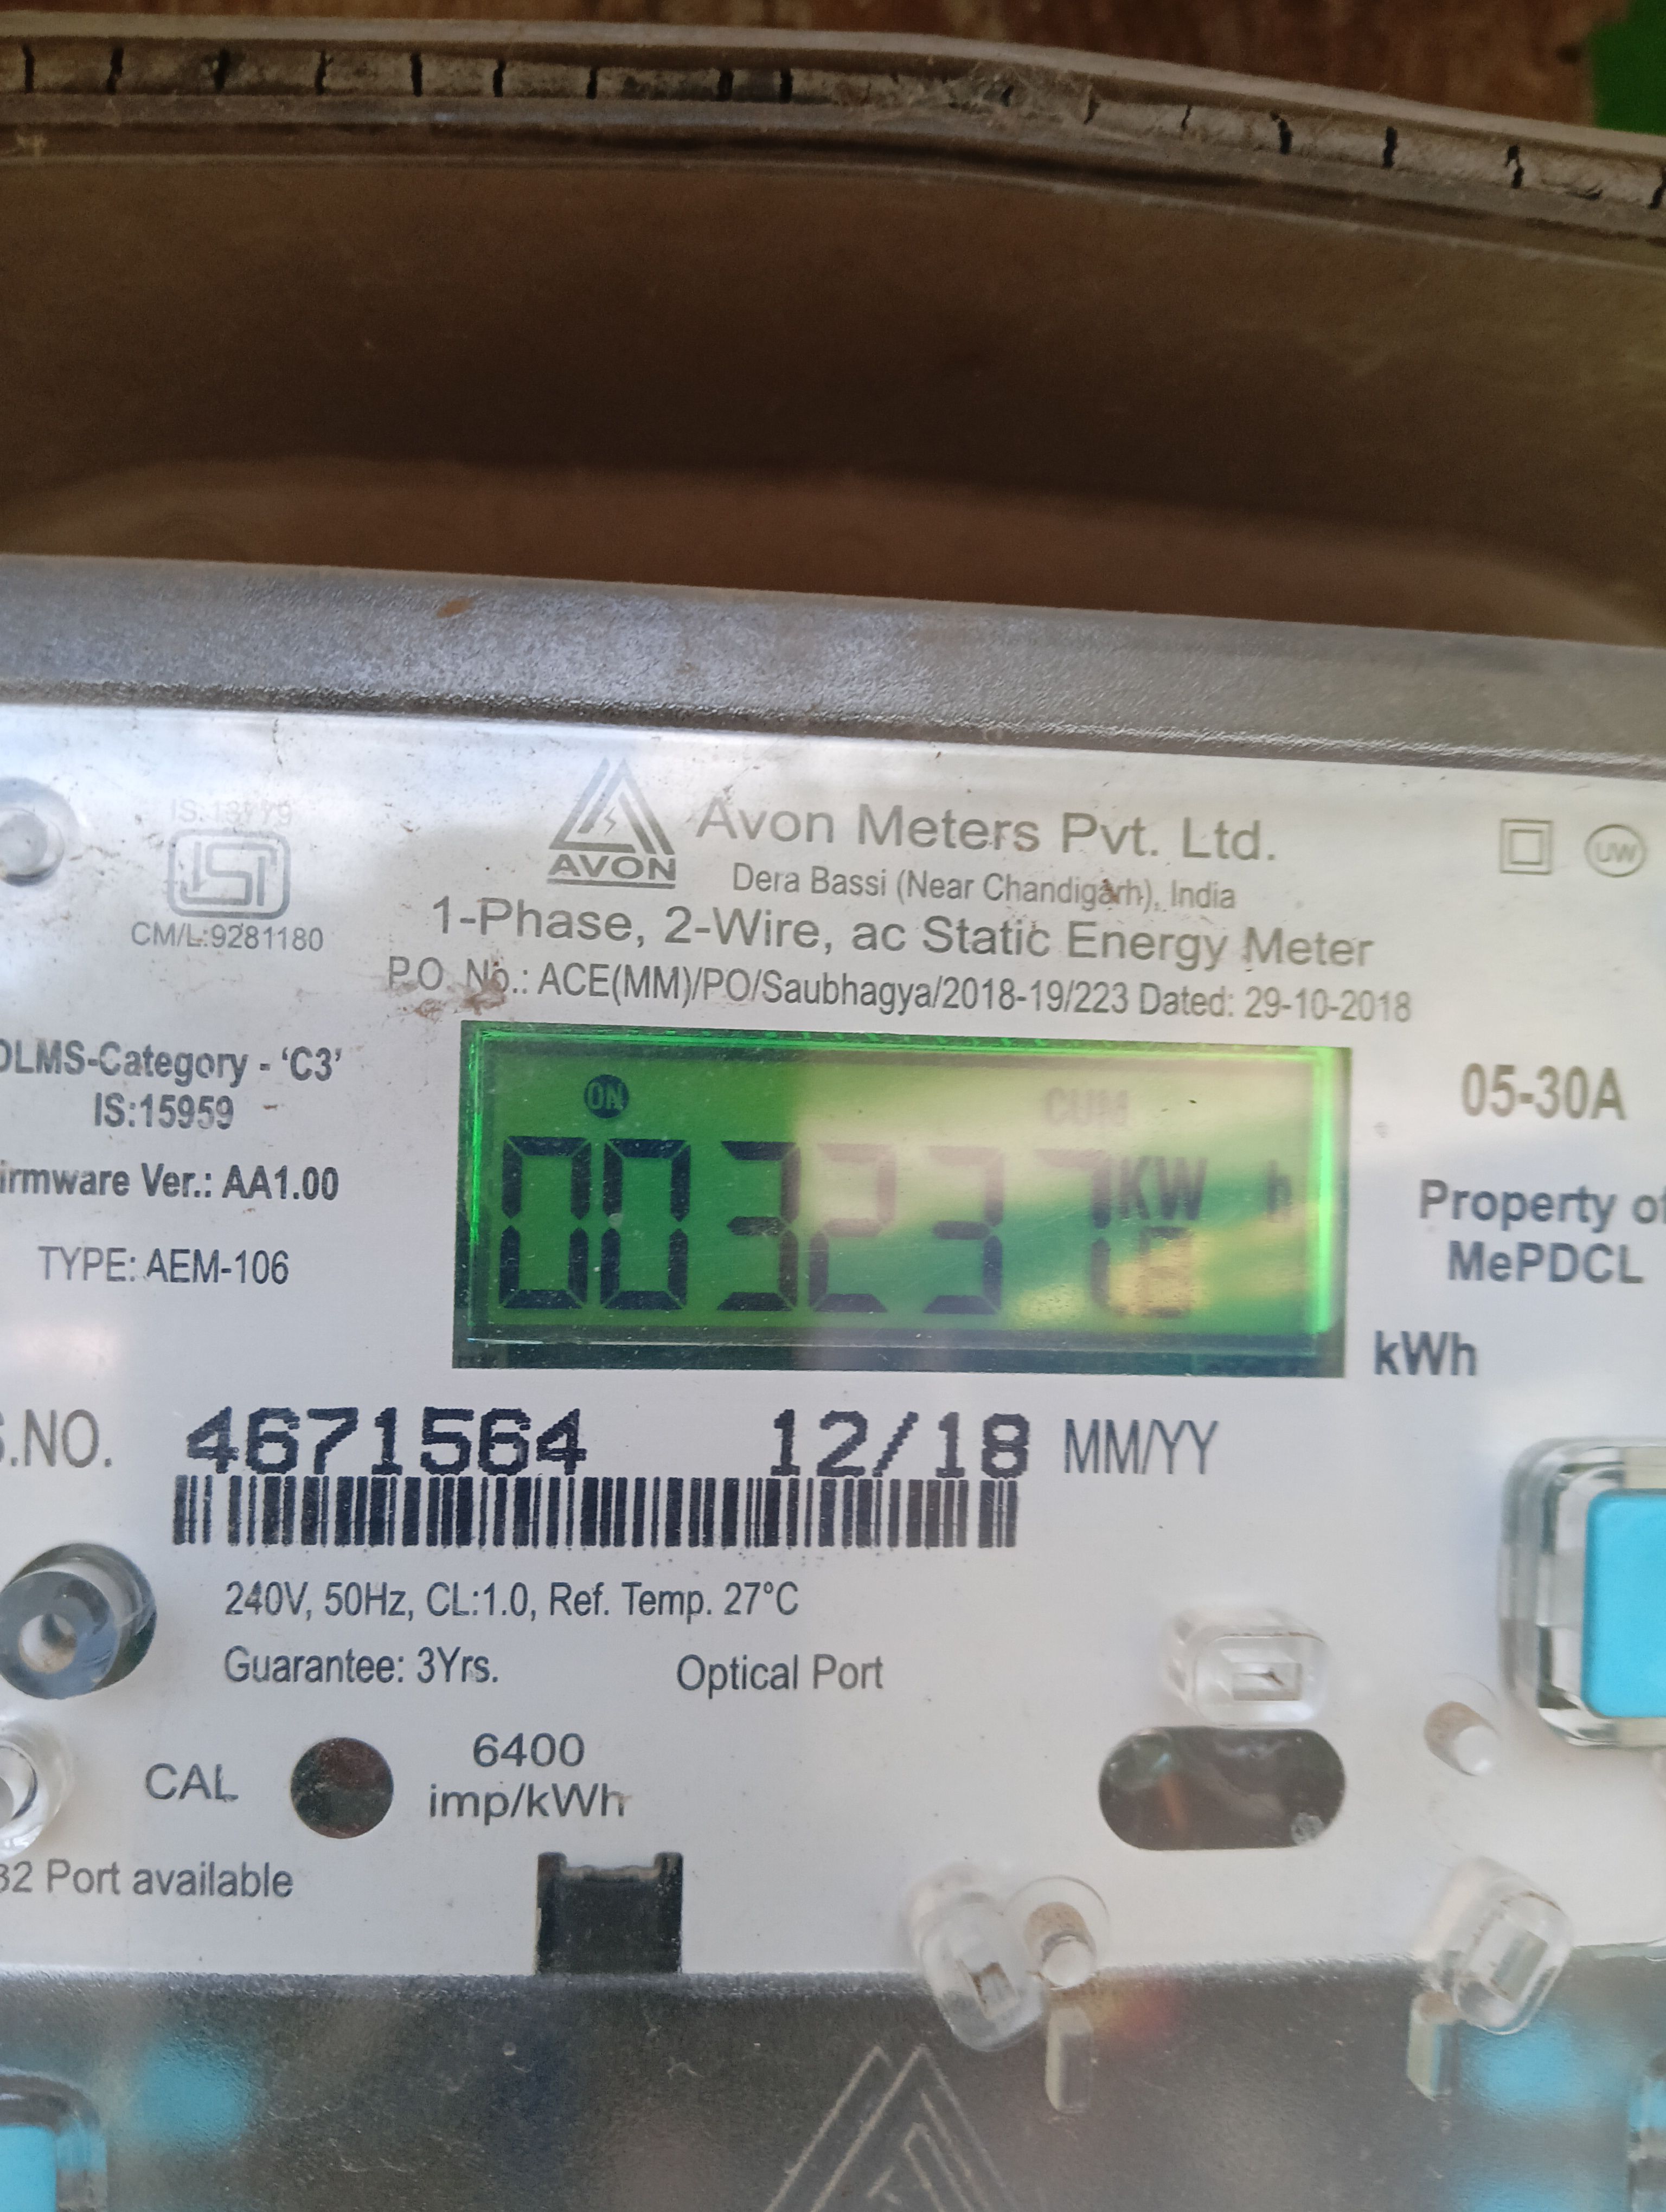 IS:13779
CM/L:9281180
AVON
Avon Meters Pvt. Ltd.
Dera Bassi (Near Chandigarh), India
UW
1-Phase, 2-Wire, ac Static Energy Meter
P.O. No.: ACE(MM)/PO/Saubhagya/2018-19/223 Dated: 29-10-2018
DLMS-Category - 'C3'
IS:15959
irmware Ver.: AA1.00
TYPE: AEM-106
ON
CUM
003237
KW h
05-30A
Property of
MePDCL
kWh
S.NO. 4671564 12/18 MM/YY
240V, 50Hz, CL:1.0, Ref. Temp. 27°C
Guarantee: 3Yrs.
Optical Port
CAL
6400
imp/kWh
32 Port available